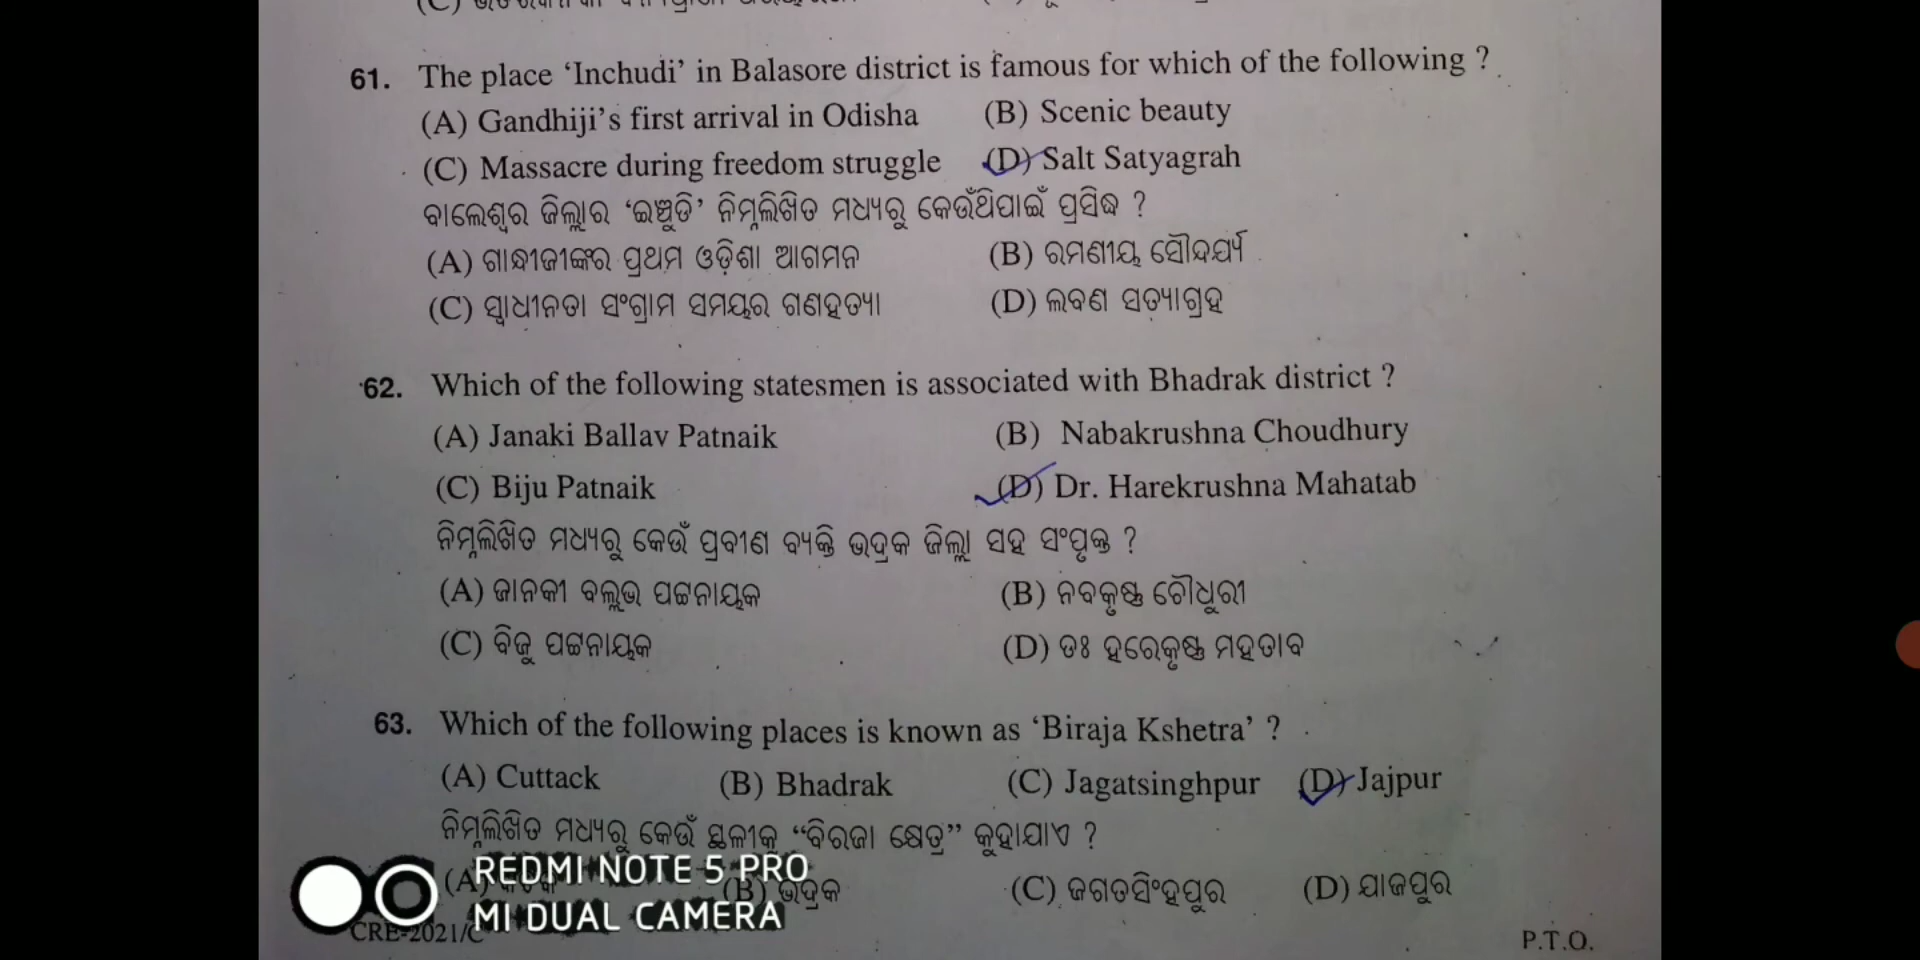 61. The place ‘Inchudi’ in Balasore district is famous for which of the following ?
(A) Gandhiji’s first arrival in Odisha (B) Scenic beauty
(C) Massacre during freedom struggle (D) Salt Satyagrah
ବାଲେଶ୍ୱର ଜିଲ୍ଲାର ‘ଇଞ୍ଚୁଡି’ ନିମ୍ନଲିଖିତ ମଧ୍ୟରୁ କେଉଁଥିପାଇଁ ପ୍ରସିଦ୍ଧ ?
(A) ଗାନ୍ଧୀଜୀଙ୍କର ପ୍ରଥମ ଓଡ଼ିଶା ଆଗମନ (B) ରମଣୀୟ ସୌଦର୍ଯ୍ୟ
(C) ସ୍ୱାଧୀନତା ସଂଗ୍ରାମ ସମୟର ଗଣହତ୍ୟା (D) ଲବଣ ସତ୍ୟାଗ୍ରହ
62. Which of the following statesmen is associated with Bhadrak district ?
(A) Janaki Ballav Patnaik (B) Nabakrushna Choudhury
(C) Biju Patnaik (D) Dr. Harekrushna Mahatab
ନିମ୍ନଲିଖିତ ମଧ୍ୟରୁ କେଉଁ ପ୍ରବୀଣ ବ୍ୟକ୍ତି ଭଦ୍ରକ ଜିଲ୍ଲା ସହ ସଂପୃକ୍ତ ?
(A) ଜାନକୀ ବଲ୍ଲଭ ପଟ୍ଟନାୟକ (B) ନବକୃଷ୍ଣ ଚୌଧୁରୀ
(C) ବିଜୁ ପଟ୍ଟନାୟକ (D) ଡଃ ହରେକୃଷ୍ଣ ମହତାବ
63. Which of the following places is known as ‘Biraja Kshetra’ ?
(A) Cuttack (B) Bhadrak (C) Jagatsinghpur (D) Jajpur
ନିମ୍ନଲିଖିତ ମଧ୍ୟରୁ କେଉଁ ସ୍ଥଳୀକୁ “ବିରଜା କ୍ଷେତ୍ର” କୁହାଯାଏ ?
(A) (B) ଭଦ୍ରକ (C) ଜଗତସିଂହପୁର (D) ଯାଜପୁର
REDMI NOTE 5 PRO
MI DUAL CAMERA
CRE-2021/C
P.T.O.